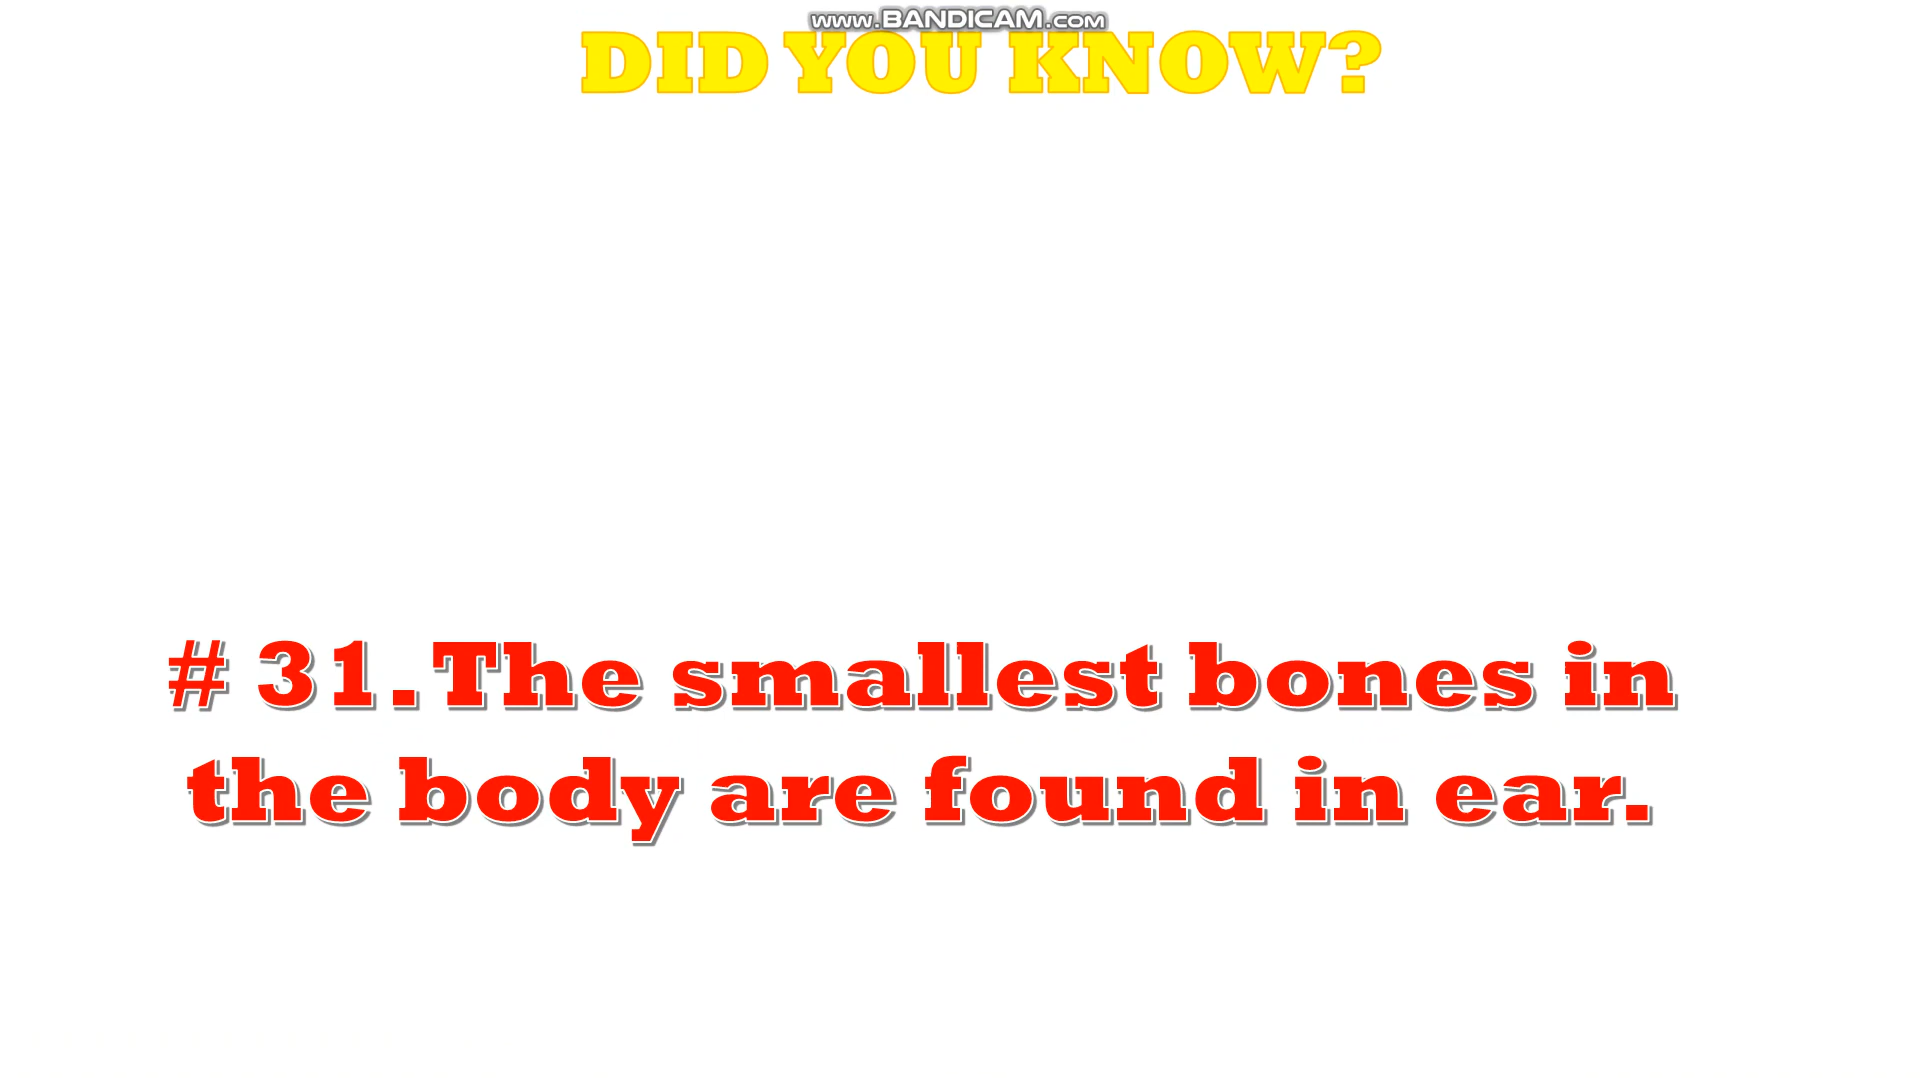 www.BANDICAM.com
DID YOU KNOW?
# 31. The smallest bones in
the body are found in ear.